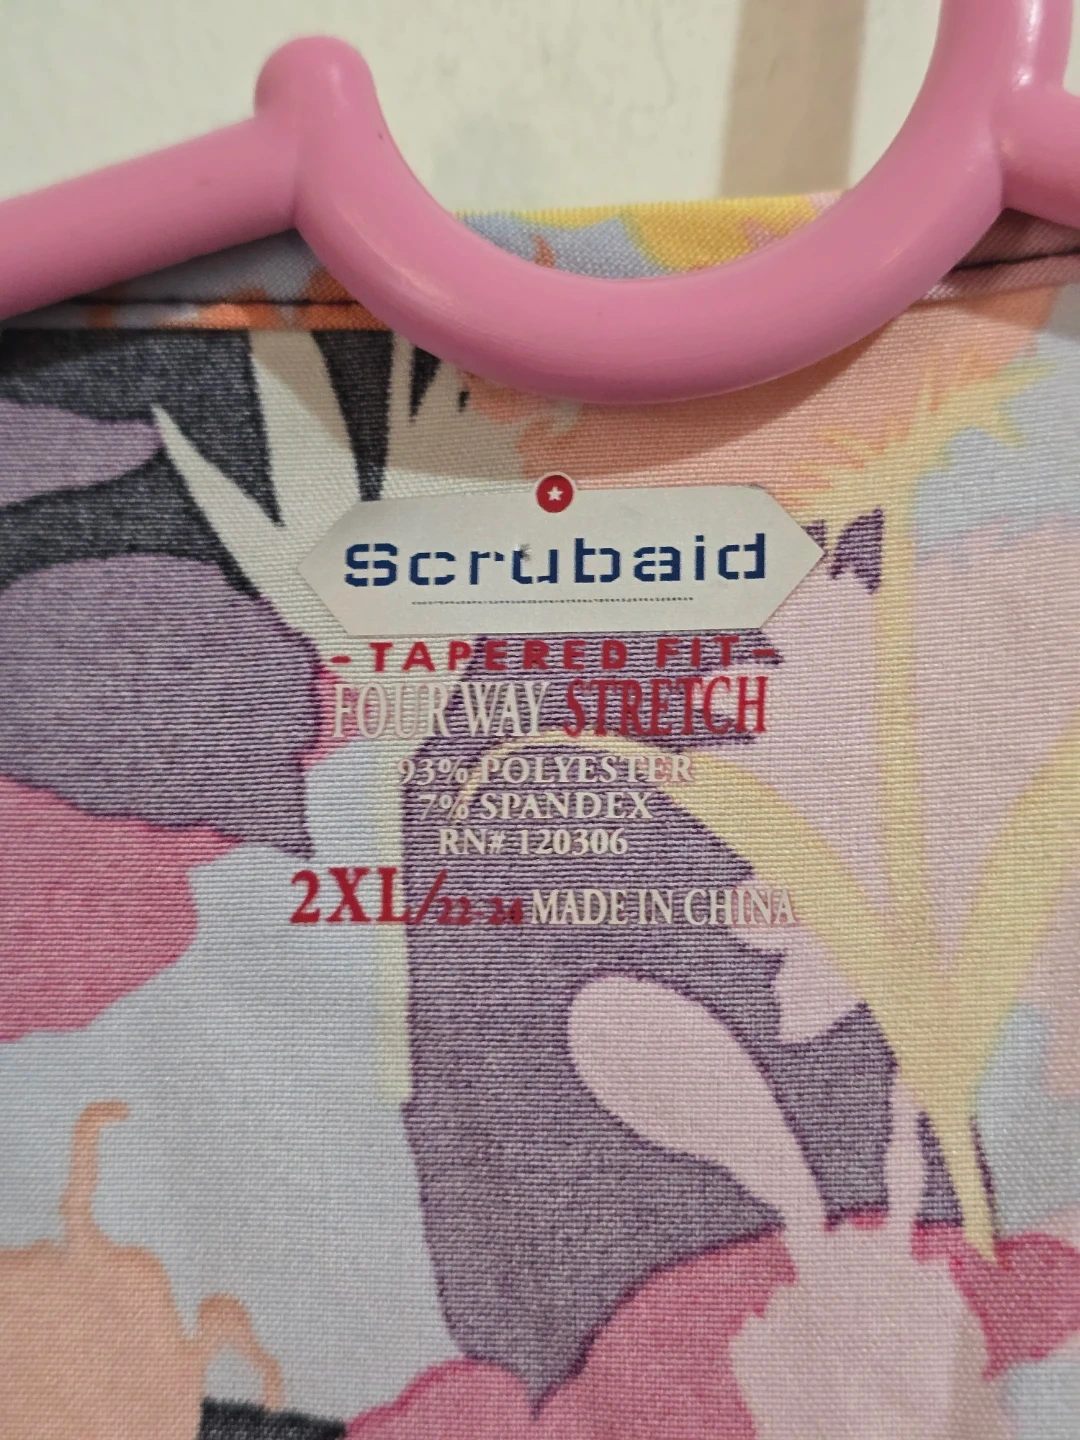 Scrubaid
- TAPERED FIT -
FOUR WAY STRETCH
93% POLYESTER
7% SPANDEX
RN# 120306
2XL/22-24 MADE IN CHINA